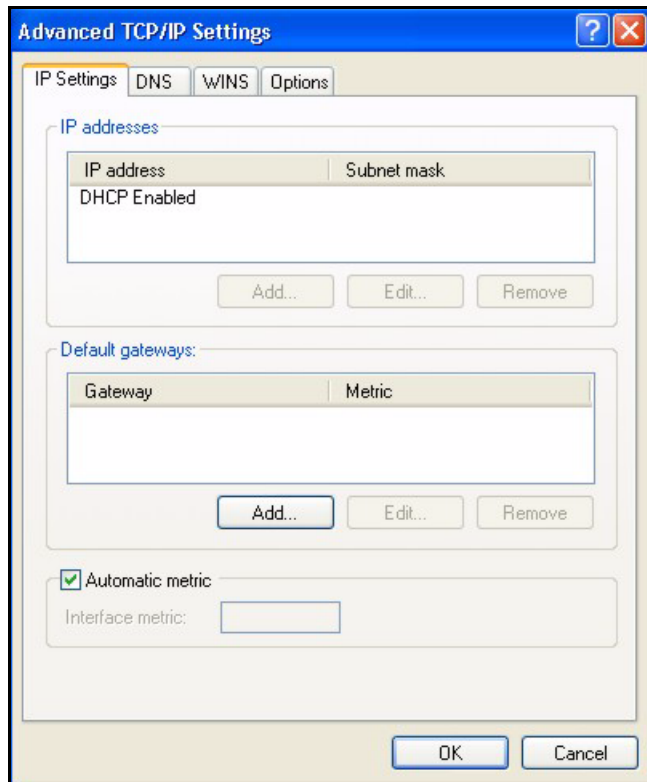 Advanced TCP/IP Settings
IP Settings DNS WINS Options
IP addresses
IP address Subnet mask
DHCP Enabled
Add... Edit... Remove
Default gateways:
Gateway Metric
Add... Edit... Remove
Automatic metric
Interface metric:
OK Cancel